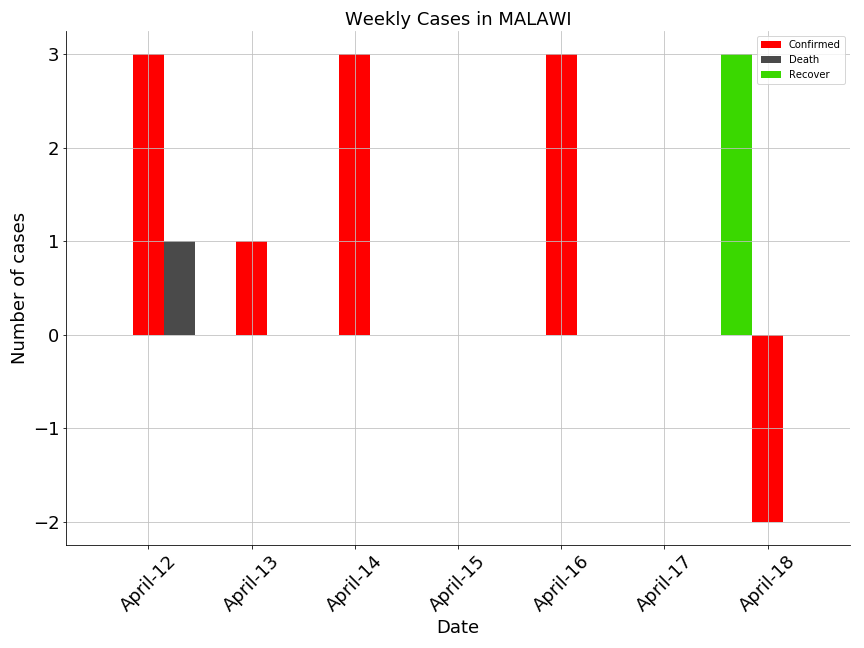 Weekly Cases in MALAWI
Confirmed
Death
Recover
3
2
1
0
−1
−2
Number of cases
April-12
April-13
April-14
April-15
April-16
April-17
April-18
Date